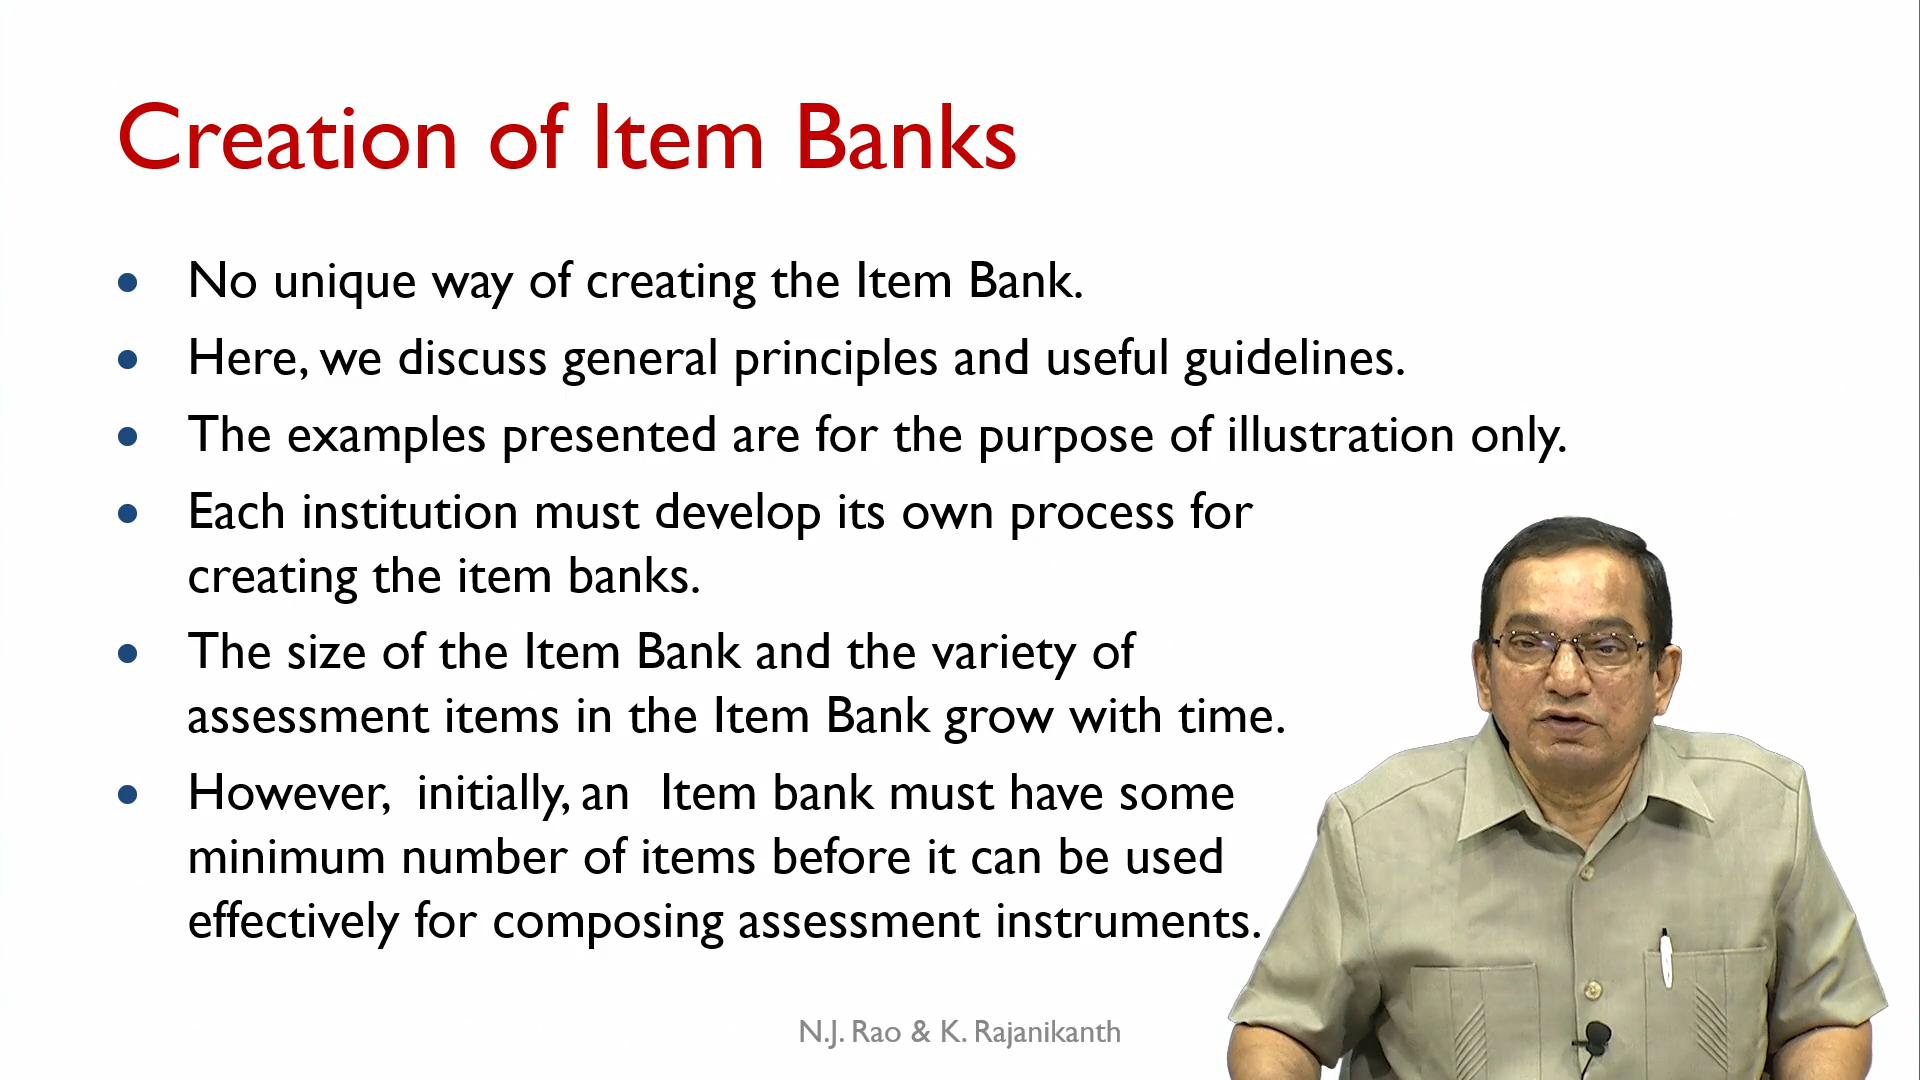 Creation of Item Banks
• No unique way of creating the Item Bank.
• Here, we discuss general principles and useful guidelines.
• The examples presented are for the purpose of illustration only.
• Each institution must develop its own process for
creating the item banks.
• The size of the Item Bank and the variety of
assessment items in the Item Bank grow with time.
• However, initially, an Item bank must have some
minimum number of items before it can be used
effectively for composing assessment instruments.
N.J. Rao & K. Rajanikanth